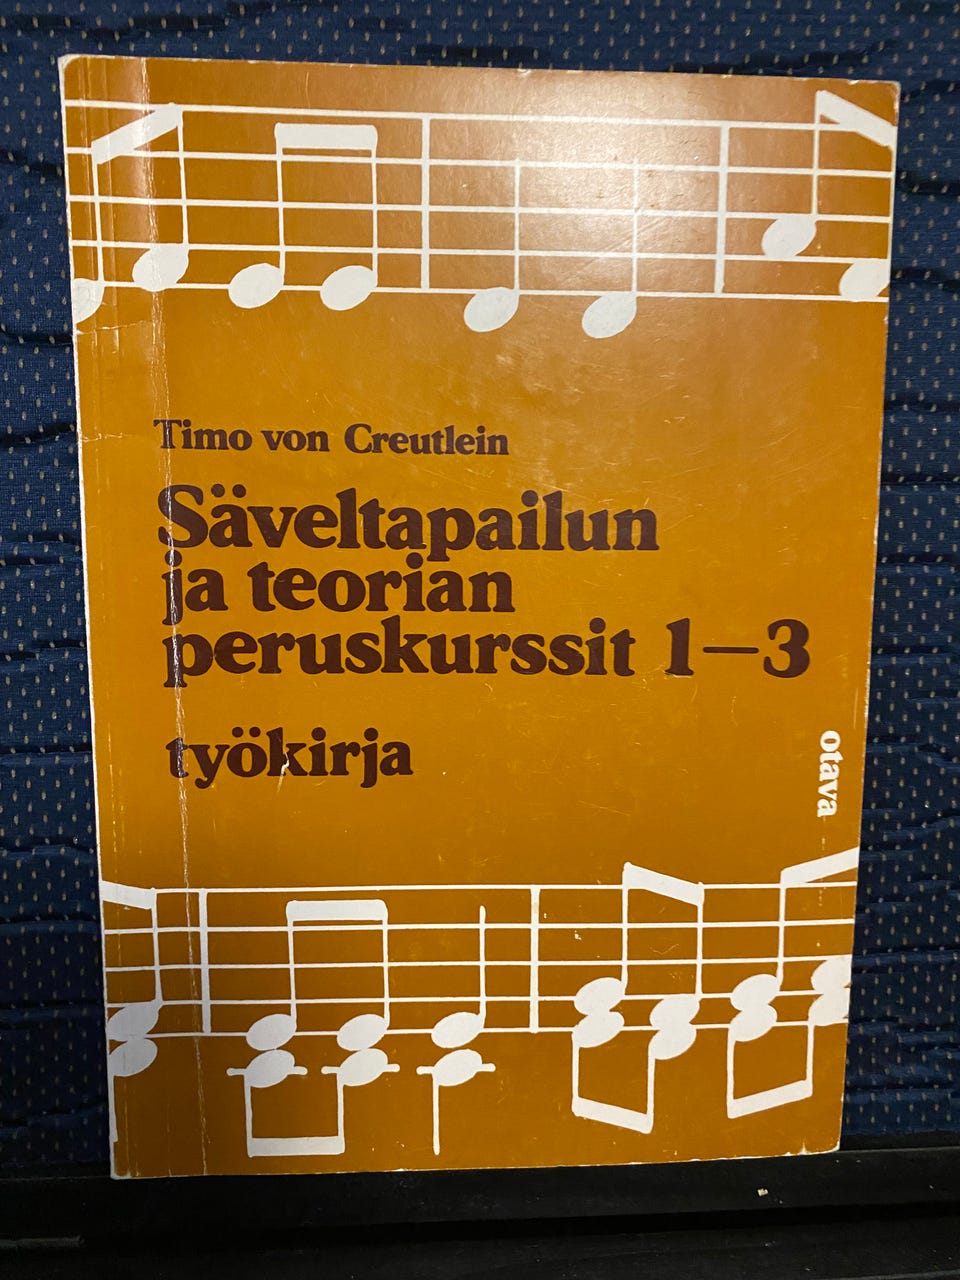 Timo von Creutlein
Säveltapailun
ja teorian
peruskurssit 1–3
työkirja
otava